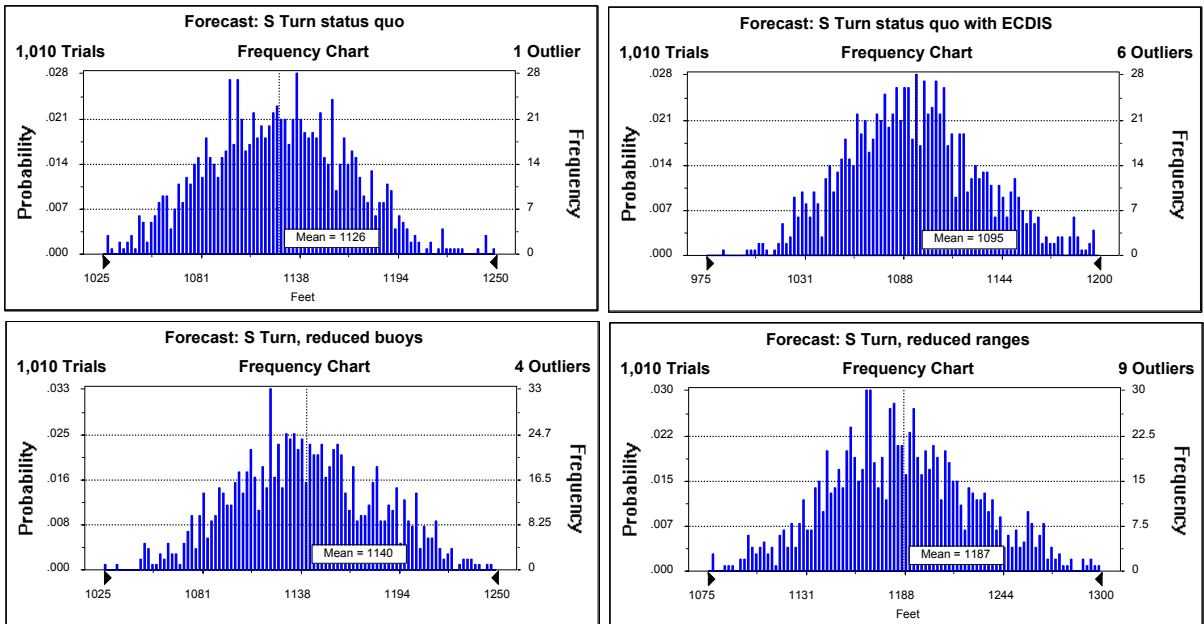 Forecast: S Turn status quo
1,010 Trials Frequency Chart 1 Outlier
Probability
.028
.021
.014
.007
.000
Frequency
28
21
14
7
0
Mean = 1126
1025 1081 1138 1194 1250
Feet
Forecast: S Turn status quo with ECDIS
1,010 Trials Frequency Chart 6 Outliers
Probability
.028
.021
.014
.007
.000
Frequency
28
21
14
7
0
Mean = 1095
975 1031 1088 1144 1200
Forecast: S Turn, reduced buoys
1,010 Trials Frequency Chart 4 Outliers
Probability
.033
.025
.016
.008
.000
Frequency
33
24.7
16.5
8.25
0
Mean = 1140
1025 1081 1138 1194 1250
Forecast: S Turn, reduced ranges
1,010 Trials Frequency Chart 9 Outliers
Probability
.030
.022
.015
.007
.000
Frequency
30
22.5
15
7.5
0
Mean = 1187
1075 1131 1188 1244 1300
Feet